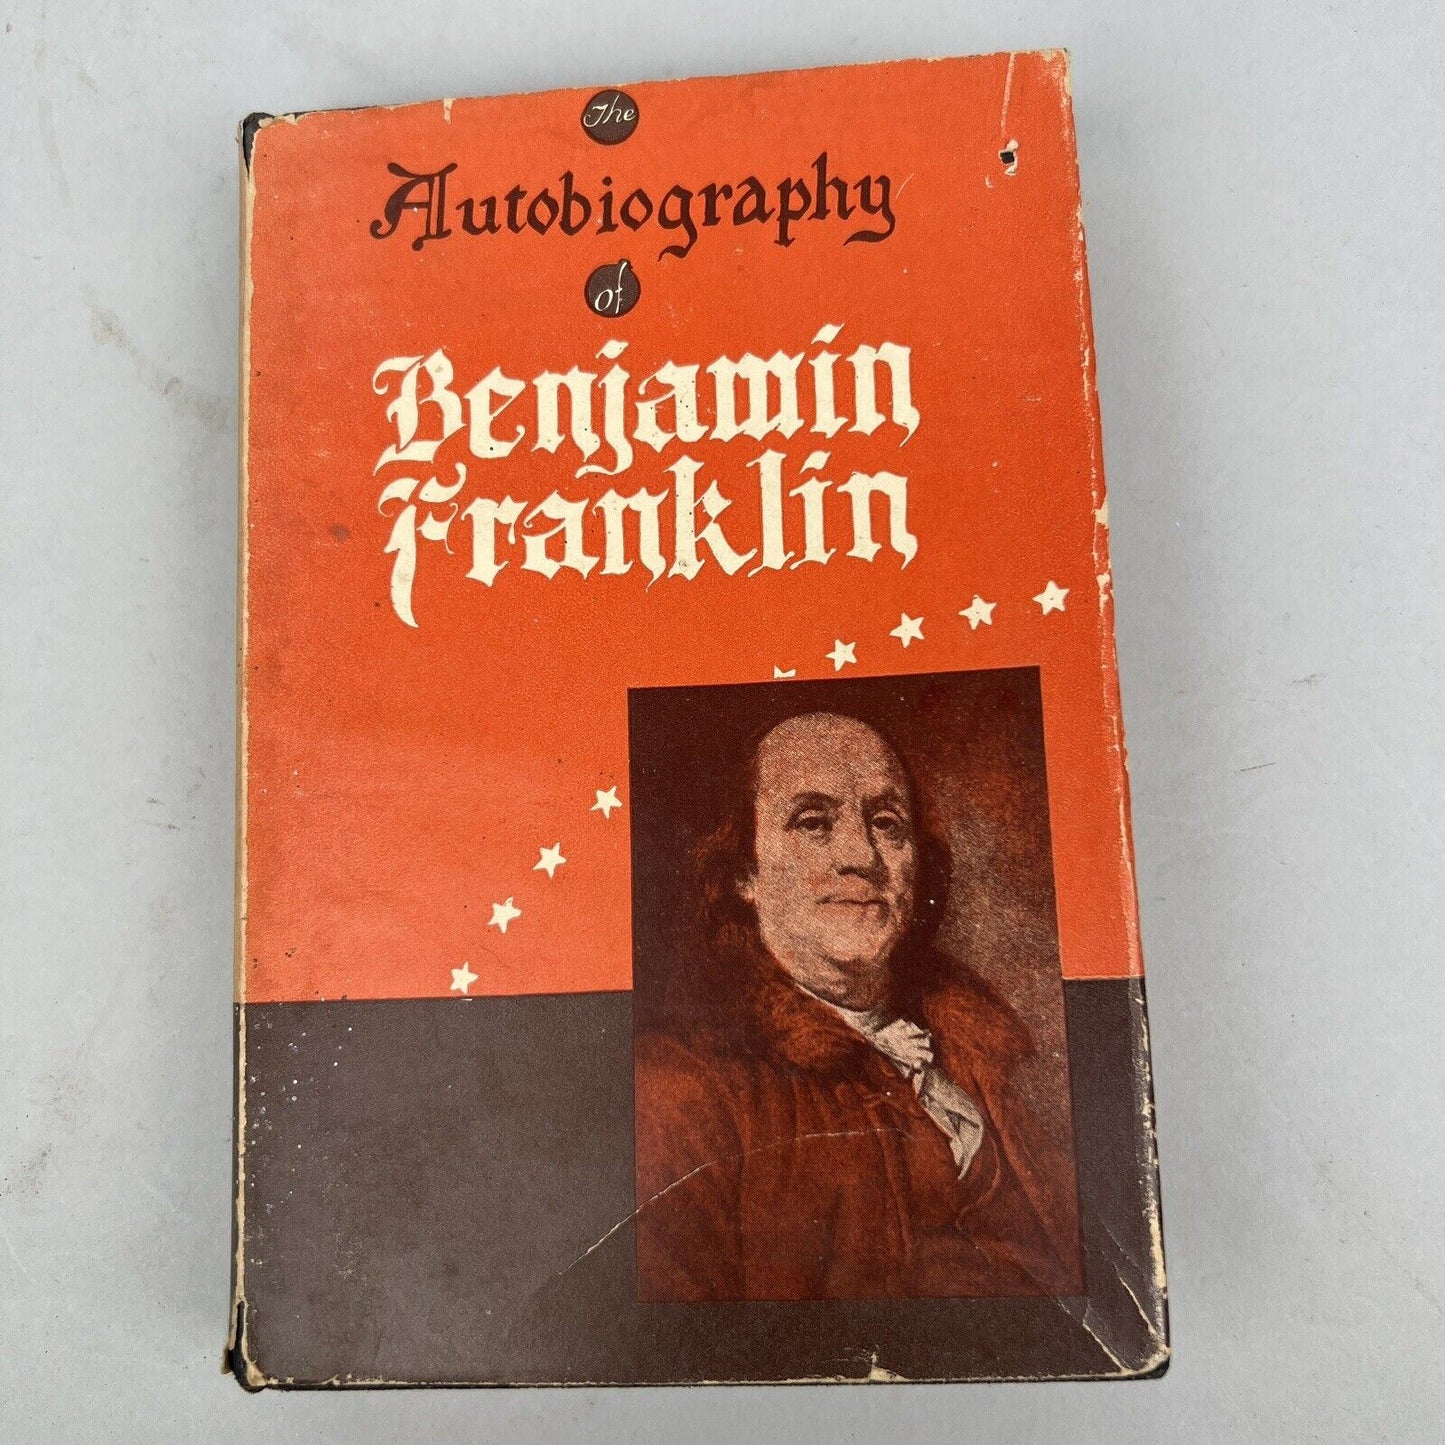 The
Autobiography
of
Benjamin
Franklin